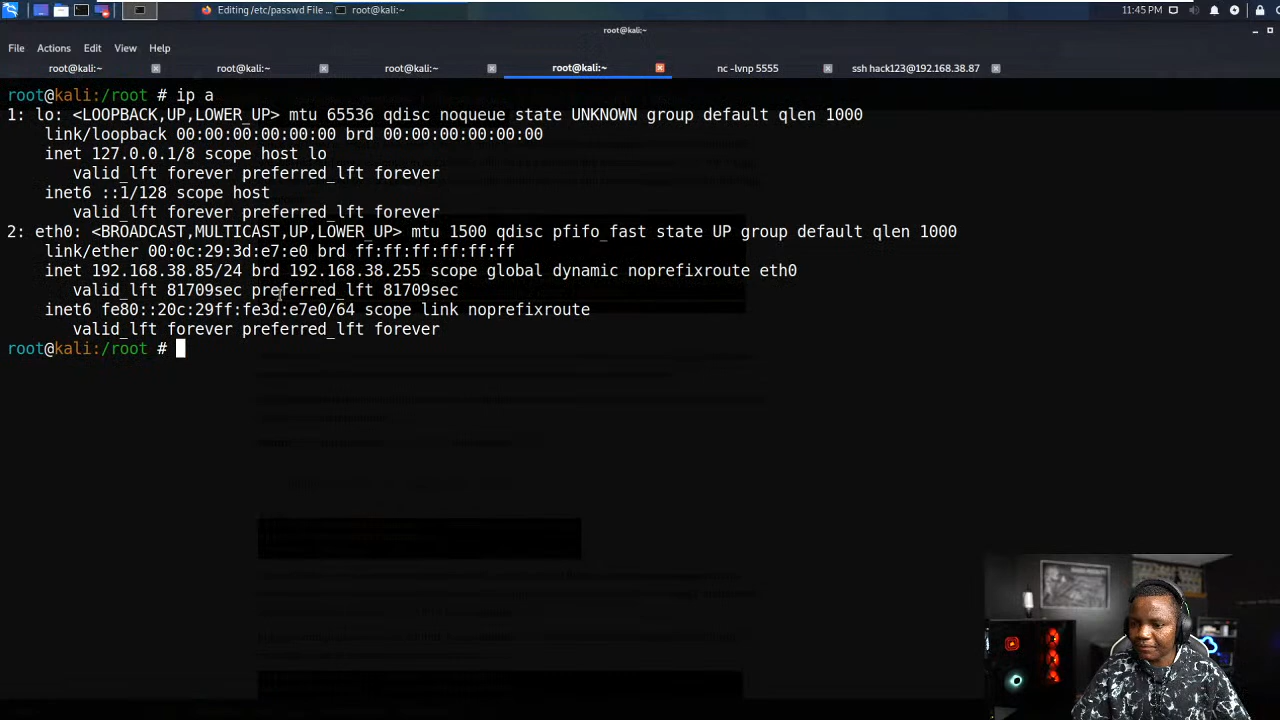 Editing /etc/passwd File ...
root@kali:~
11:45 PM
root@kali:~
File Actions Edit View Help
root@kali:~ root@kali:~ root@kali:~ root@kali:~ nc -lvnp 5555 ssh hack123@192.168.38.87
root@kali:/root # ip a
1: lo: <LOOPBACK,UP,LOWER_UP> mtu 65536 qdisc noqueue state UNKNOWN group default qlen 1000
link/loopback 00:00:00:00:00:00 brd 00:00:00:00:00:00
inet 127.0.0.1/8 scope host lo
valid_lft forever preferred_lft forever
inet6 ::1/128 scope host
valid_lft forever preferred_lft forever
2: eth0: <BROADCAST,MULTICAST,UP,LOWER_UP> mtu 1500 qdisc pfifo_fast state UP group default qlen 1000
link/ether 00:0c:29:3d:e7:e0 brd ff:ff:ff:ff:ff:ff
inet 192.168.38.85/24 brd 192.168.38.255 scope global dynamic noprefixroute eth0
valid_lft 81709sec preferred_lft 81709sec
inet6 fe80::20c:29ff:fe3d:e7e0/64 scope link noprefixroute
valid_lft forever preferred_lft forever
root@kali:/root #